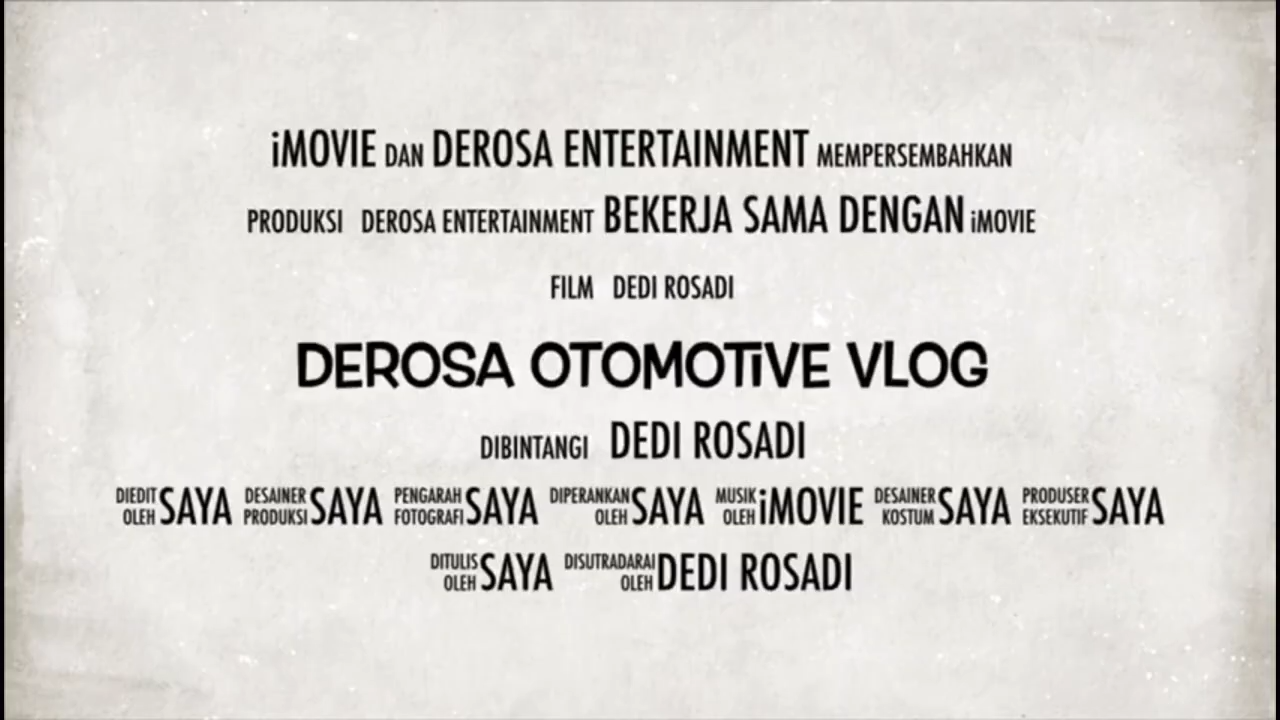 iMOVIE DAN DEROSA ENTERTAINMENT MEMPERSEMBAHKAN
PRODUKSI DEROSA ENTERTAINMENT BEKERJA SAMA DENGAN iMOVIE
FILM DEDI ROSADI
DEROSA OTOMOTiVE VLOG
DIBINTANGI DEDI ROSADI
DIEDIT OLEH SAYA DESAINER PRODUKSI SAYA PENGARAH FOTOGRAFI SAYA DIPERANKAN OLEH SAYA MUSIK OLEH iMOVIE DESAINER KOSTUM SAYA PRODUSER EKSEKUTIF SAYA
DITULIS OLEH SAYA DISUTRADARAI OLEH DEDI ROSADI